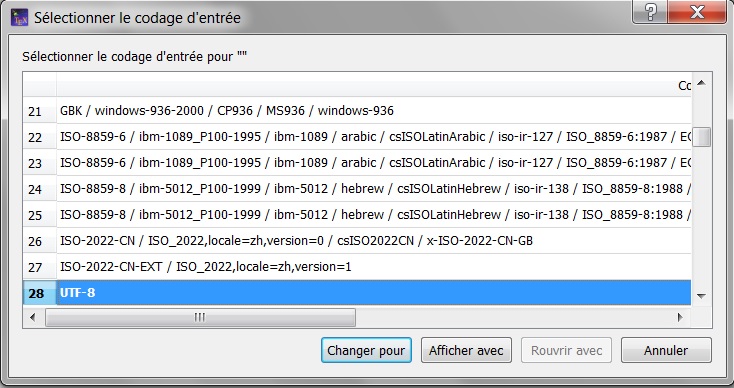 Sélectionner le codage d'entrée
Sélectionner le codage d'entrée pour ""
Co
21 GBK / windows-936-2000 / CP936 / MS936 / windows-936
22 ISO-8859-6 / ibm-1089_P100-1995 / ibm-1089 / arabic / csISOLatinArabic / iso-ir-127 / ISO_8859-6:1987 / EC
23 ISO-8859-6 / ibm-1089_P100-1995 / ibm-1089 / arabic / csISOLatinArabic / iso-ir-127 / ISO_8859-6:1987 / EC
24 ISO-8859-8 / ibm-5012_P100-1999 / ibm-5012 / hebrew / csISOLatinHebrew / iso-ir-138 / ISO_8859-8:1988 /
25 ISO-8859-8 / ibm-5012_P100-1999 / ibm-5012 / hebrew / csISOLatinHebrew / iso-ir-138 / ISO_8859-8:1988 /
26 ISO-2022-CN / ISO_2022,locale=zh,version=0 / csISO2022CN / x-ISO-2022-CN-GB
27 ISO-2022-CN-EXT / ISO_2022,locale=zh,version=1
28 UTF-8
Changer pour Afficher avec Rouvrir avec Annuler